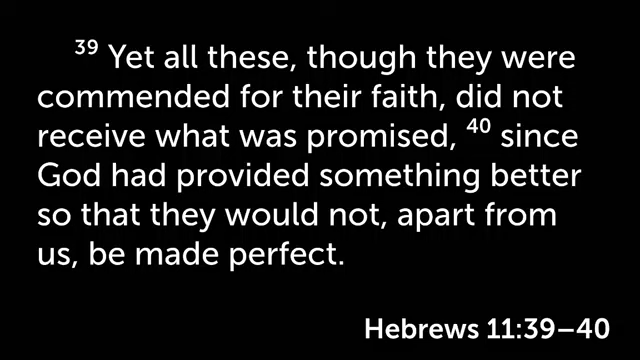 ³⁹ Yet all these, though they were
commended for their faith, did not
receive what was promised, ⁴⁰ since
God had provided something better
so that they would not, apart from
us, be made perfect.
Hebrews 11:39–40